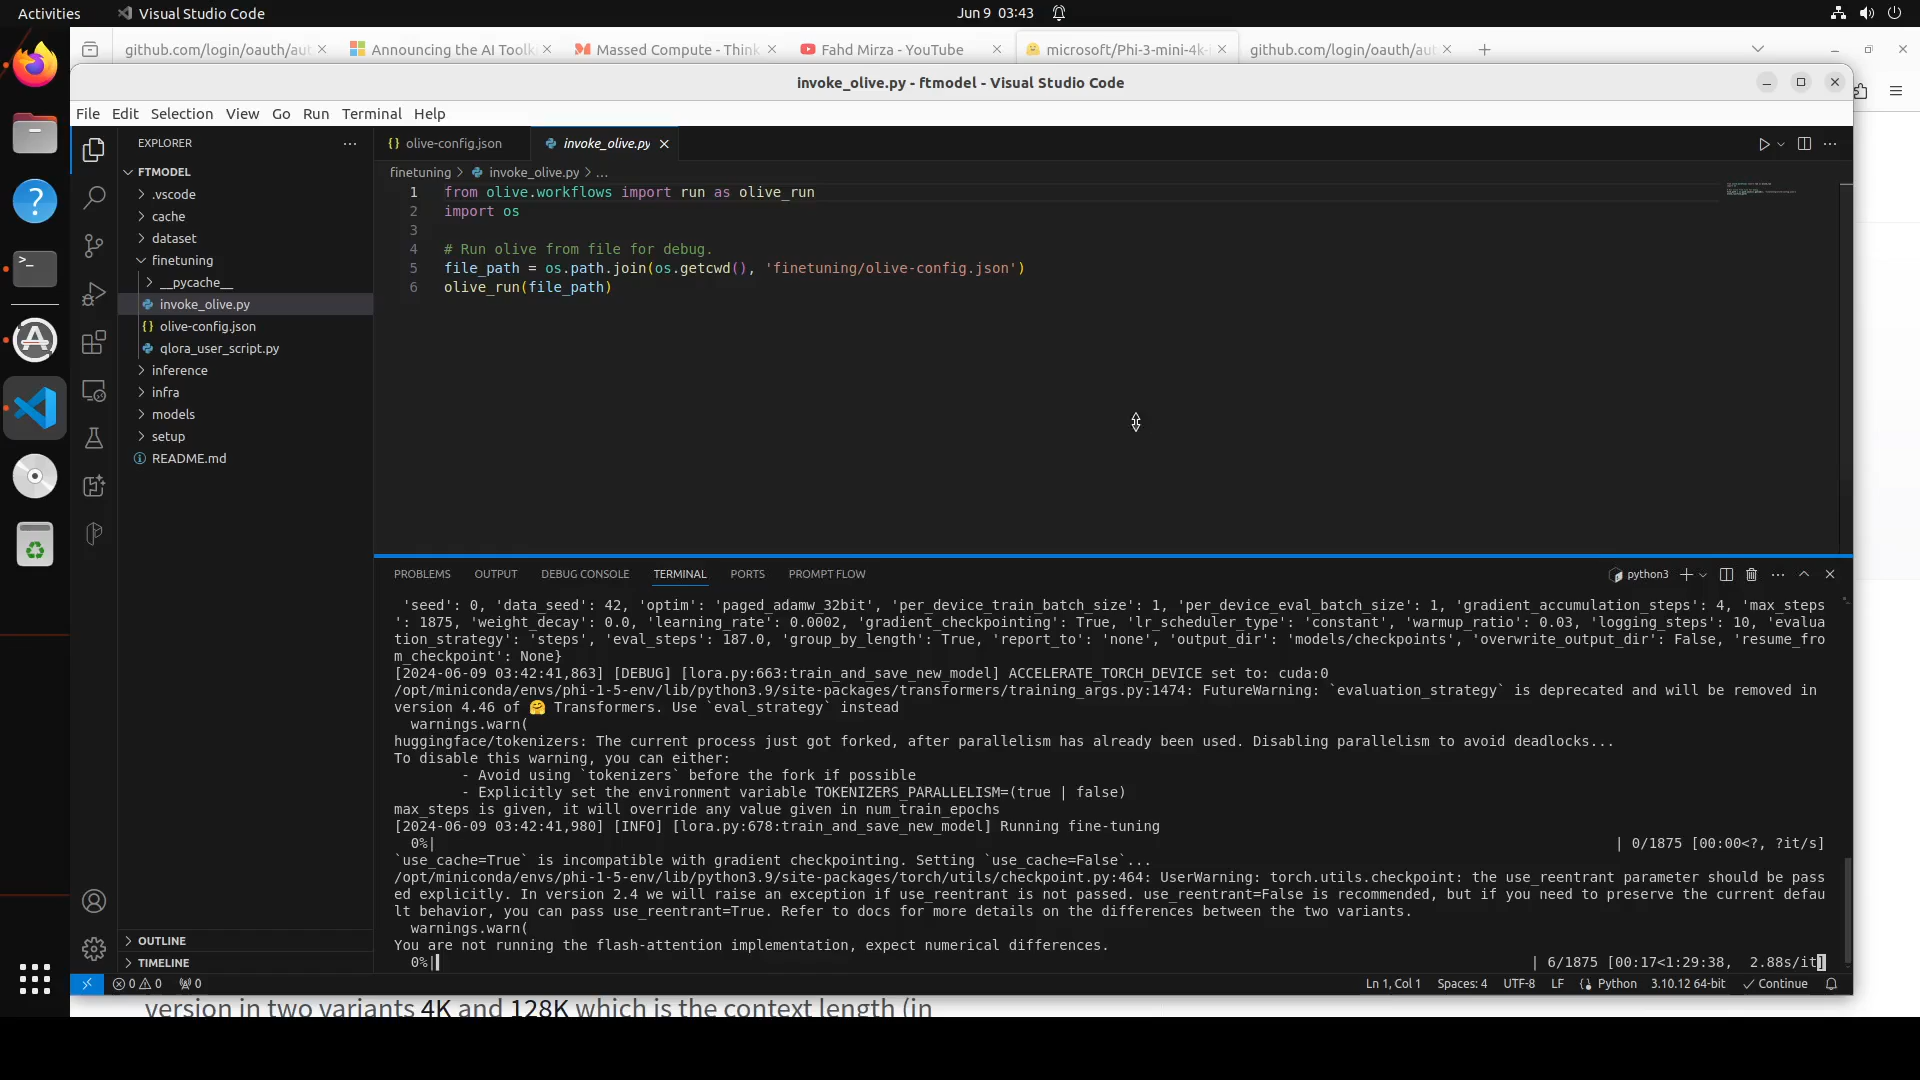 Activities
Visual Studio Code
Jun 9 03:43
github.com/login/oauth/aut
Announcing the AI Toolk
Massed Compute - Think
Fahd Mirza - YouTube
microsoft/Phi-3-mini-4k-i
github.com/login/oauth/aut
invoke_olive.py - ftmodel - Visual Studio Code
File Edit Selection View Go Run Terminal Help
EXPLORER
FTMODEL
.vscode
cache
dataset
finetuning
__pycache__
invoke_olive.py
olive-config.json
qlora_user_script.py
inference
infra
models
setup
README.md
OUTLINE
TIMELINE
olive-config.json
invoke_olive.py
finetuning > invoke_olive.py > ...
1 from olive.workflows import run as olive_run
2 import os
3
4 # Run olive from file for debug.
5 file_path = os.path.join(os.getcwd(), 'finetuning/olive-config.json')
6 olive_run(file_path)
PROBLEMS OUTPUT DEBUG CONSOLE TERMINAL PORTS PROMPT FLOW
python3
'seed': 0, 'data_seed': 42, 'optim': 'paged_adamw_32bit', 'per_device_train_batch_size': 1, 'per_device_eval_batch_size': 1, 'gradient_accumulation_steps': 4, 'max_steps
': 1875, 'weight_decay': 0.0, 'learning_rate': 0.0002, 'gradient_checkpointing': True, 'lr_scheduler_type': 'constant', 'warmup_ratio': 0.03, 'logging_steps': 10, 'evalua
tion_strategy': 'steps', 'eval_steps': 187.0, 'group_by_length': True, 'report_to': 'none', 'output_dir': 'models/checkpoints', 'overwrite_output_dir': False, 'resume_fro
m_checkpoint': None}
[2024-06-09 03:42:41,863] [DEBUG] [lora.py:663:train_and_save_new_model] ACCELERATE_TORCH_DEVICE set to: cuda:0
/opt/miniconda/envs/phi-1-5-env/lib/python3.9/site-packages/transformers/training_args.py:1474: FutureWarning: `evaluation_strategy` is deprecated and will be removed in
version 4.46 of 🤗 Transformers. Use `eval_strategy` instead
warnings.warn(
huggingface/tokenizers: The current process just got forked, after parallelism has already been used. Disabling parallelism to avoid deadlocks...
To disable this warning, you can either:
- Avoid using `tokenizers` before the fork if possible
- Explicitly set the environment variable TOKENIZERS_PARALLELISM=(true | false)
max_steps is given, it will override any value given in num_train_epochs
[2024-06-09 03:42:41,980] [INFO] [lora.py:678:train_and_save_new_model] Running fine-tuning
0%| | 0/1875 [00:00<?, ?it/s]
`use_cache=True` is incompatible with gradient checkpointing. Setting `use_cache=False`...
/opt/miniconda/envs/phi-1-5-env/lib/python3.9/site-packages/torch/utils/checkpoint.py:464: UserWarning: torch.utils.checkpoint: the use_reentrant parameter should be pass
ed explicitly. In version 2.4 we will raise an exception if use_reentrant is not passed. use_reentrant=False is recommended, but if you need to preserve the current defau
lt behavior, you can pass use_reentrant=True. Refer to docs for more details on the differences between the two variants.
warnings.warn(
You are not running the flash-attention implementation, expect numerical differences.
0%| | 6/1875 [00:17<1:29:38, 2.88s/it]
0 0 0
Ln 1, Col 1 Spaces: 4 UTF-8 LF Python 3.10.12 64-bit Continue
version in two variants 4K and 128K which is the context length (in